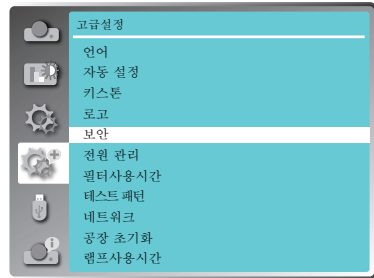 고급설정
언어
자동 설정
키스톤
로고
보안
전원 관리
필터사용시간
테스트 패턴
네트워크
공장 초기화
램프사용시간